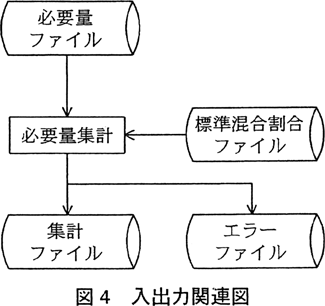 必要量
ファイル
必要量集計
標準混合割合
ファイル
集計
ファイル
エラー
ファイル
図4 入出力関連図